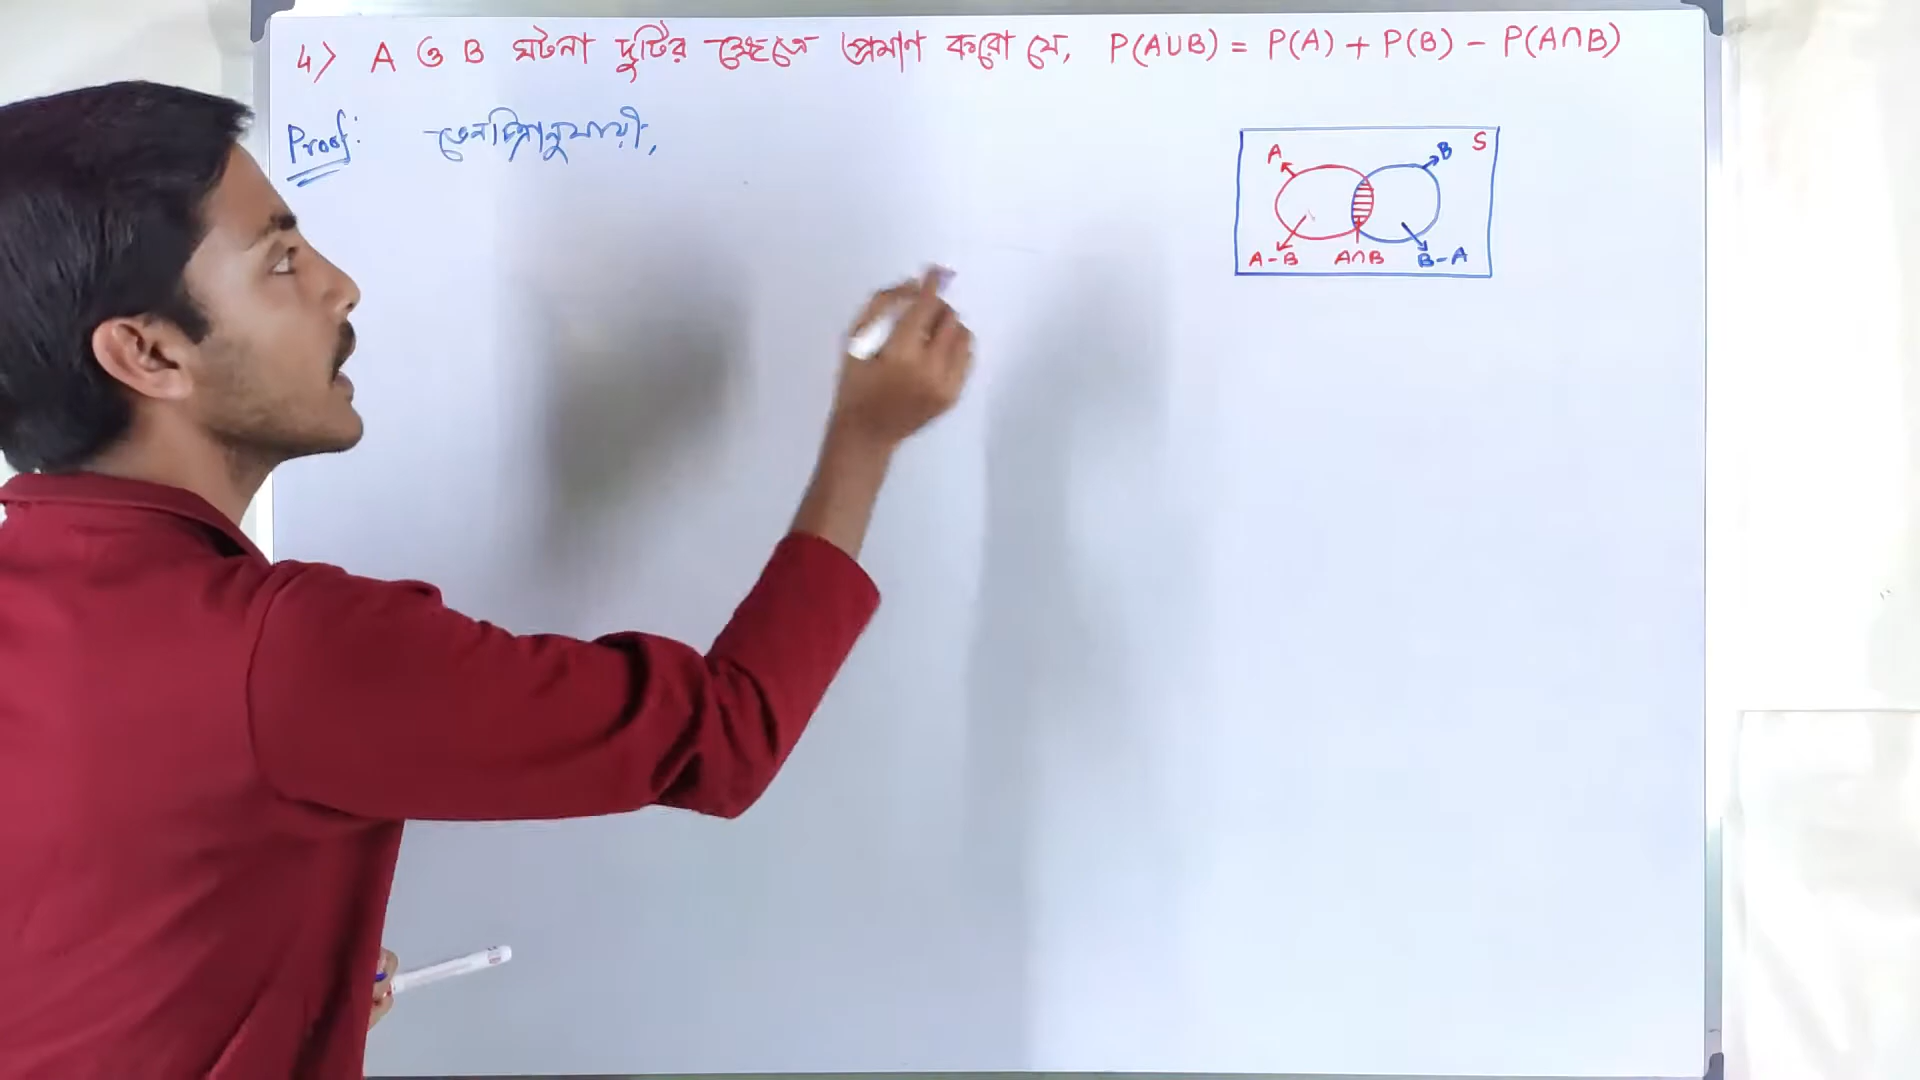 4) A ও B ঘটনা দুটির ক্ষেত্রে প্রমাণ করো যে, P(A∪B) = P(A) + P(B) - P(A∩B)
Proof: ভেনচিত্রানুযায়ী,
S
A B
A-B A∩B B-A